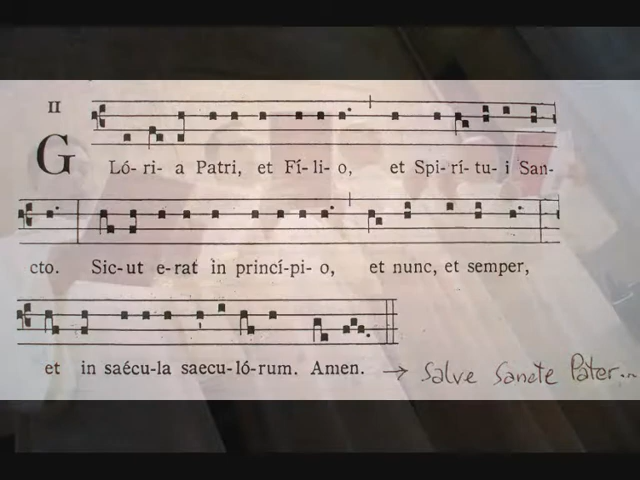 II
GLó- ri- a Patri, et Fí- li- o, et Spi- rí- tu- i San-
cto. Sic-ut e-rat in princí-pi- o, et nunc, et semper,
et in saécu-la saecu-ló-rum. Amen. → Salve Sancte Pater...